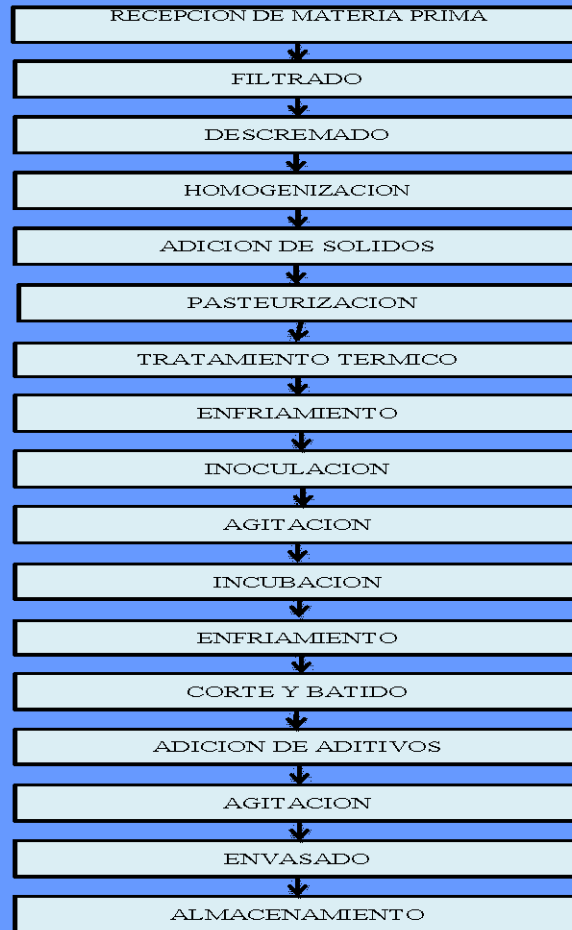 RECEPCION DE MATERIA PRIMA
FILTRADO
DESCREMADO
HOMOGENIZACION
ADICION DE SOLIDOS
PASTEURIZACION
TRATAMIENTO TERMICO
ENFRIAMIENTO
INOCULACION
AGITACION
INCUBACION
ENFRIAMIENTO
CORTE Y BATIDO
ADICION DE ADITIVOS
AGITACION
ENVASADO
ALMACENAMIENTO